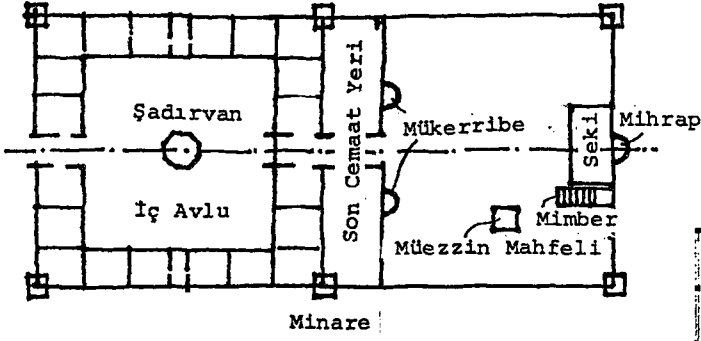 Şadırvan
İç Avlu
Son Cemaat Yeri
Mükerribe
Seki
Mihrap
Mimber
Müezzin Mahfeli
Minare